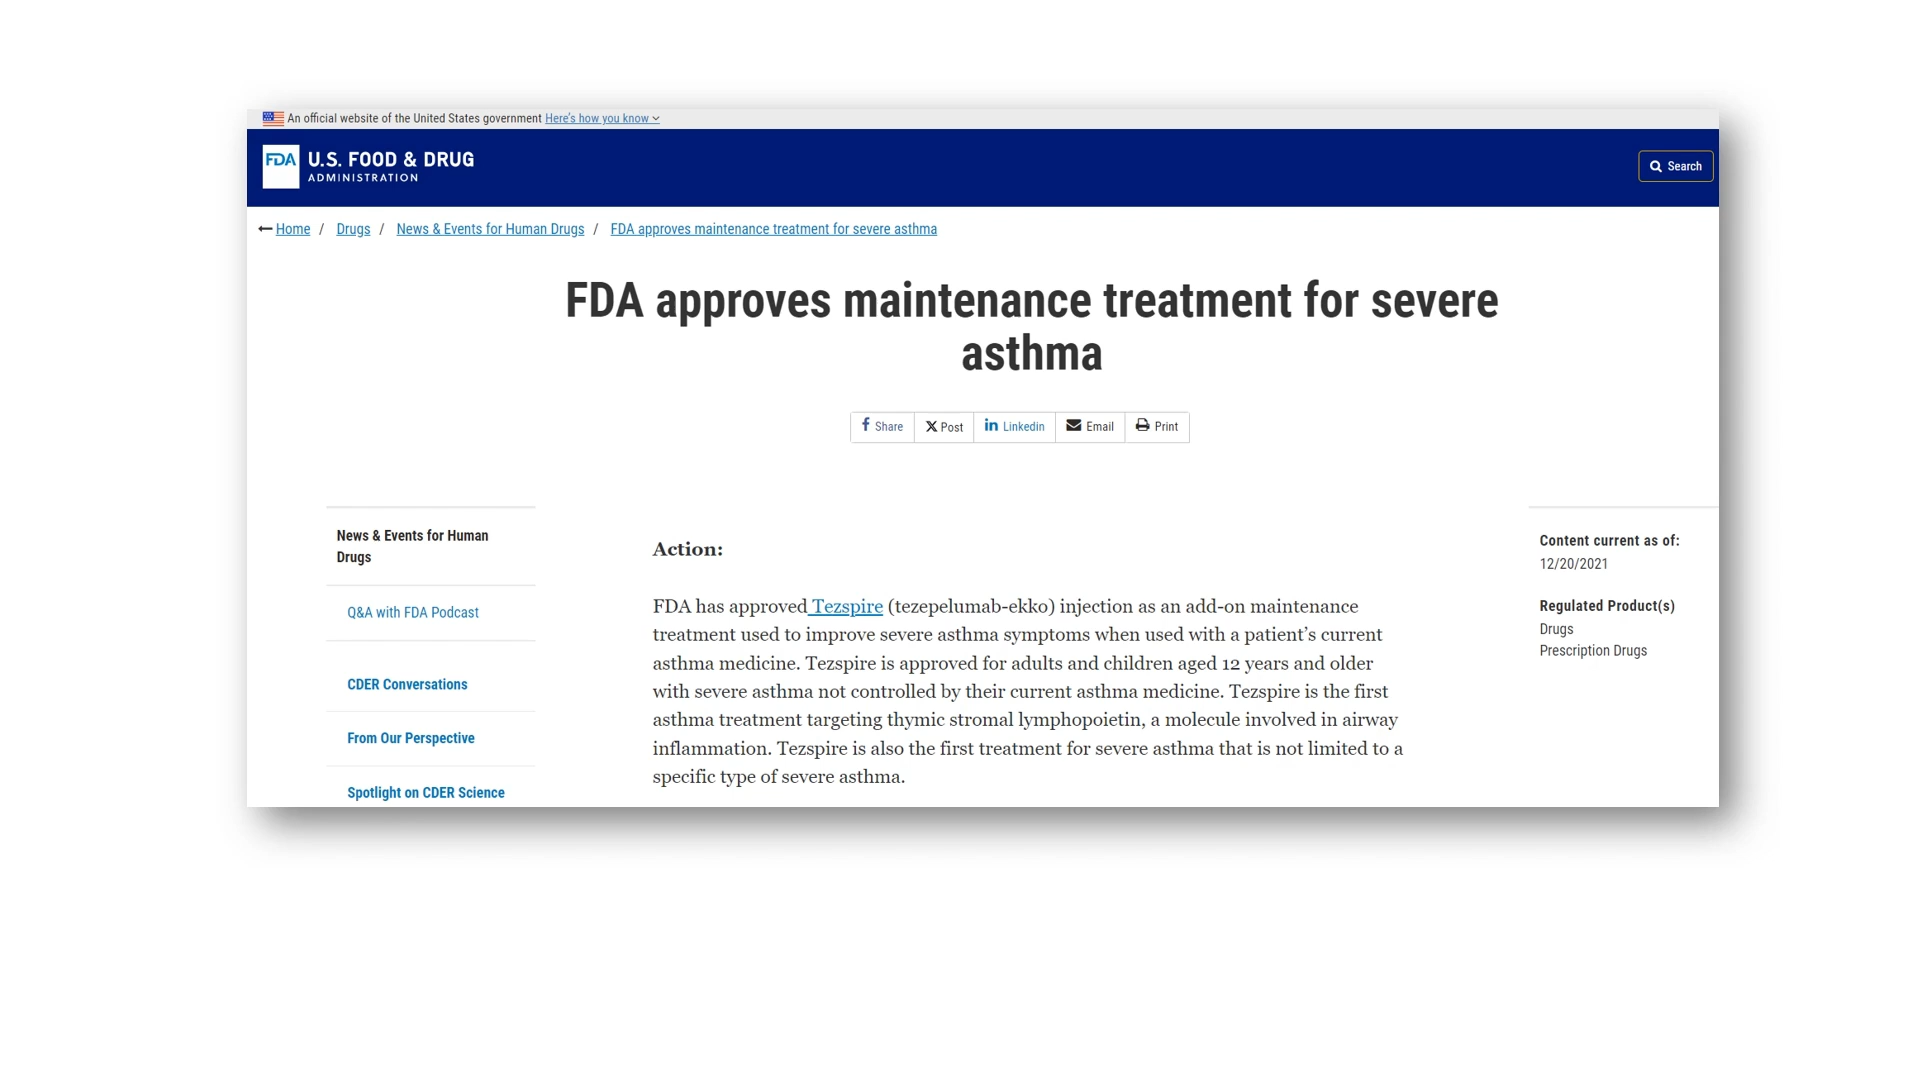 An official website of the United States government Here's how you know
FDA U.S. FOOD & DRUG
ADMINISTRATION
Search
Home / Drugs / News & Events for Human Drugs / FDA approves maintenance treatment for severe asthma
FDA approves maintenance treatment for severe
asthma
Share Post Linkedin Email Print
News & Events for Human
Drugs
Q&A with FDA Podcast
CDER Conversations
From Our Perspective
Spotlight on CDER Science
Action:
FDA has approved Tezspire (tezepelumab-ekko) injection as an add-on maintenance
treatment used to improve severe asthma symptoms when used with a patient’s current
asthma medicine. Tezspire is approved for adults and children aged 12 years and older
with severe asthma not controlled by their current asthma medicine. Tezspire is the first
asthma treatment targeting thymic stromal lymphopoietin, a molecule involved in airway
inflammation. Tezspire is also the first treatment for severe asthma that is not limited to a
specific type of severe asthma.
Content current as of:
12/20/2021
Regulated Product(s)
Drugs
Prescription Drugs